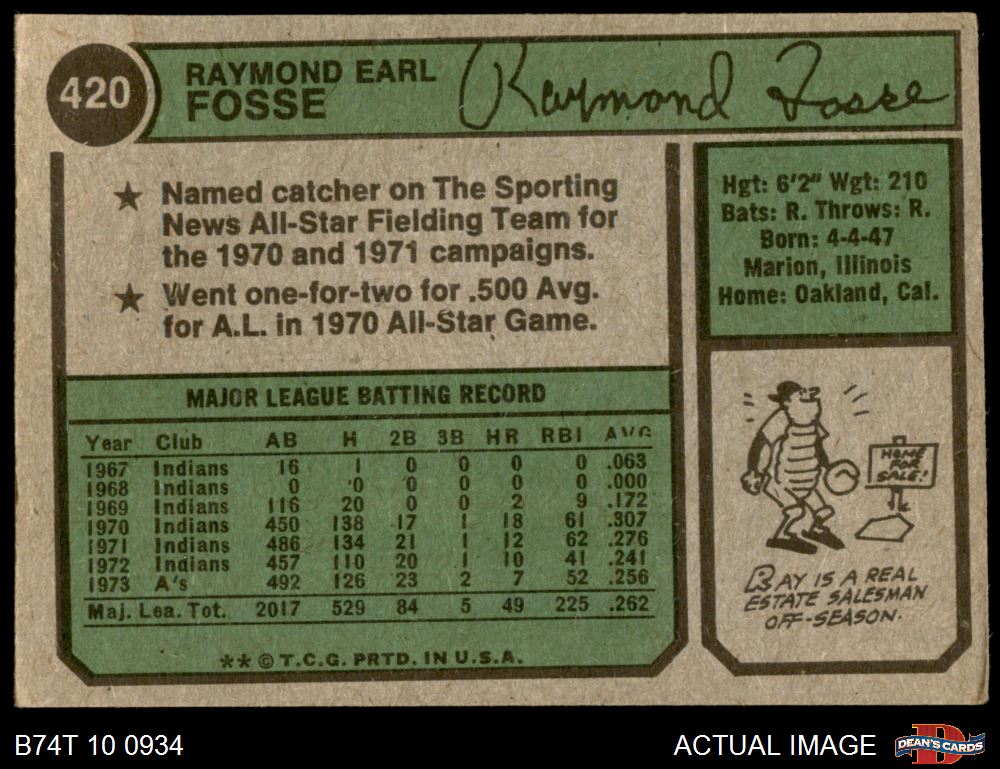 420
RAYMOND EARL
FOSSE
Raymond Fosse
★ Named catcher on The Sporting
News All-Star Fielding Team for
the 1970 and 1971 campaigns.
★ Went one-for-two for .500 Avg.
for A.L. in 1970 All-Star Game.
Hgt: 6'2" Wgt: 210
Bats: R. Throws: R.
Born: 4-4-47
Marion, Illinois
Home: Oakland, Cal.
MAJOR LEAGUE BATTING RECORD
Year Club AB H 2B 3B HR RBI AVG
1967 Indians 16 1 0 0 0 0 .063
1968 Indians 0 0 0 0 0 0 .000
1969 Indians 116 20 0 0 2 9 .172
1970 Indians 450 138 17 1 18 61 .307
1971 Indians 486 134 21 1 12 62 .276
1972 Indians 457 110 20 1 10 41 .241
1973 A's 492 126 23 2 7 52 .256
Maj. Lea. Tot. 2017 529 84 5 49 225 .262
** © T.C.G. PRTD. IN U.S.A.
HOME
FOR
SALE!
RAY IS A REAL
ESTATE SALESMAN
OFF-SEASON.
B74T 10 0934
ACTUAL IMAGE
D
DEAN'S CARDS